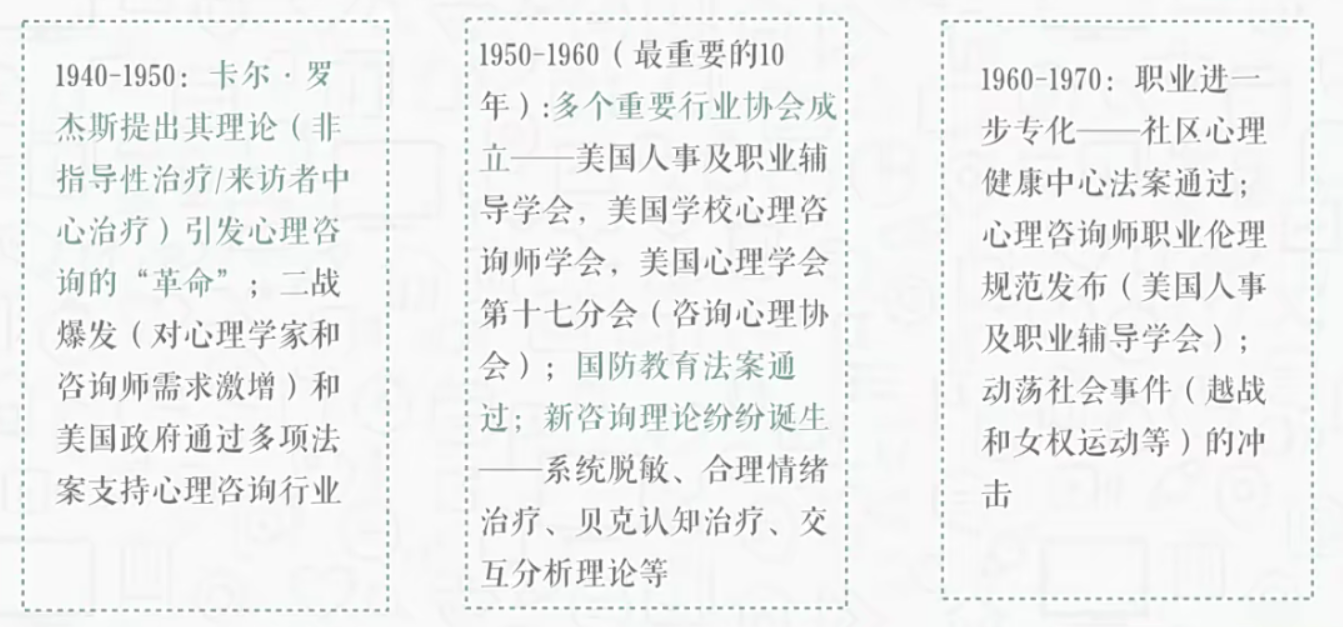 1940-1950：卡尔·罗
杰斯提出其理论（非
指导性治疗/来访者中
心治疗）引发心理咨
询的“革命”；二战
爆发（对心理学家和
咨询师需求激增）和
美国政府通过多项法
案支持心理咨询行业
1950-1960（最重要的10
年）:多个重要行业协会成
立——美国人事及职业辅
导学会，美国学校心理咨
询师学会，美国心理学会
第十七分会（咨询心理协
会）；国防教育法案通
过；新咨询理论纷纷诞生
——系统脱敏、合理情绪
治疗、贝克认知治疗、交
互分析理论等
1960-1970：职业进一
步专化——社区心理
健康中心法案通过；
心理咨询师职业伦理
规范发布（美国人事
及职业辅导学会）；
动荡社会事件（越战
和女权运动等）的冲
击